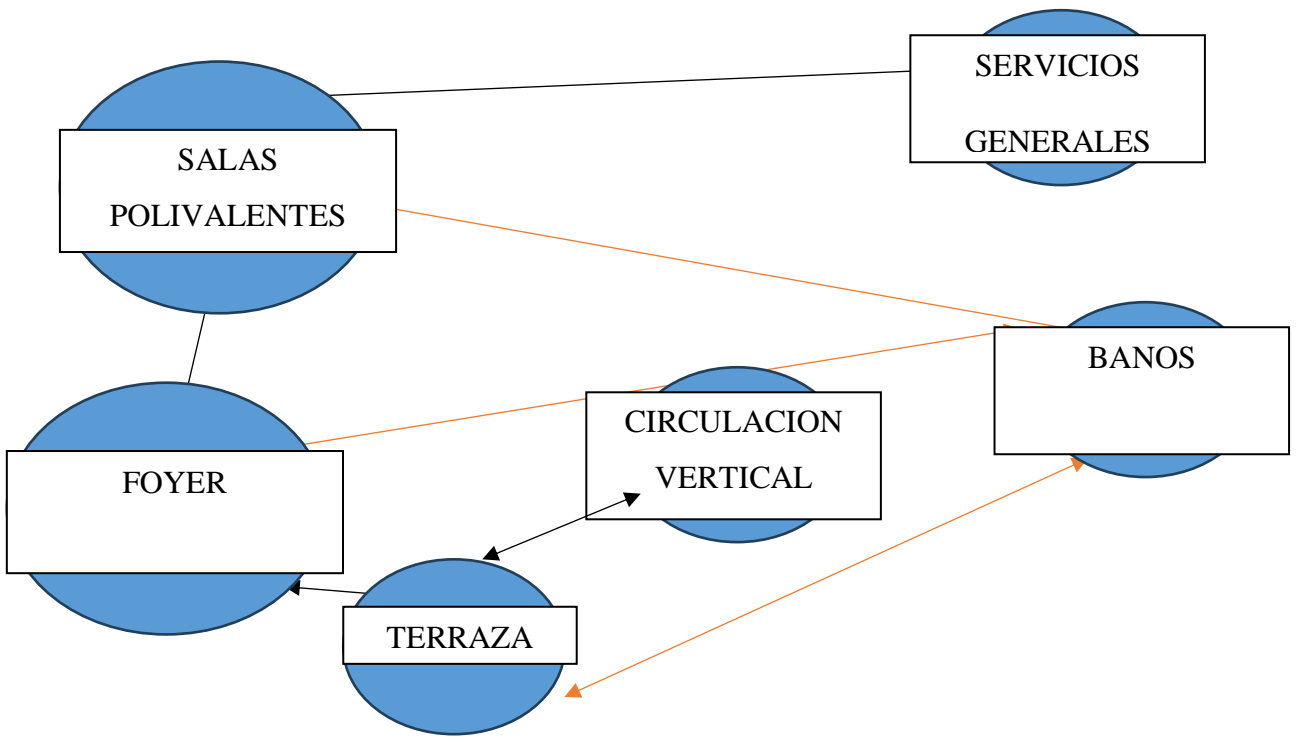 SERVICIOS
GENERALES
SALAS
POLIVALENTES
BANOS
CIRCULACION
VERTICAL
FOYER
TERRAZA